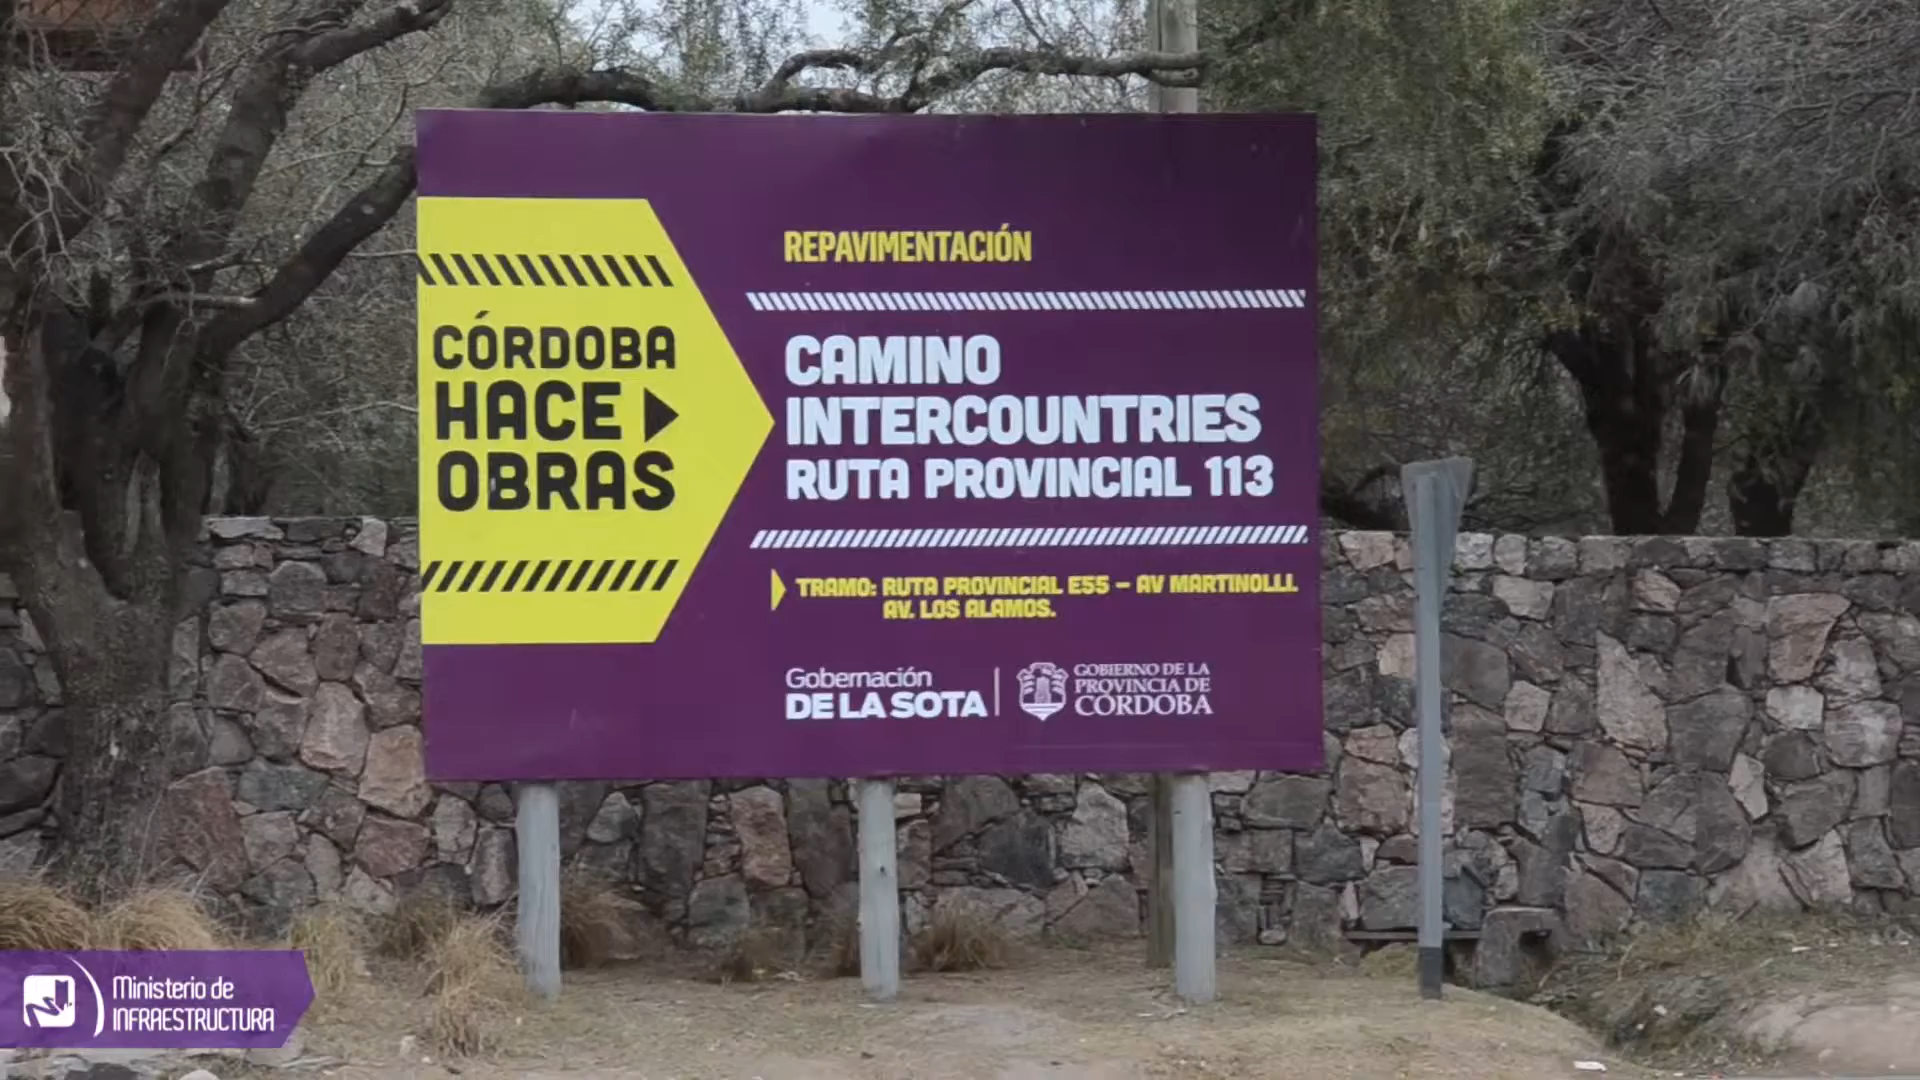 CÓRDOBA
HACE
OBRAS
REPAVIMENTACIÓN
CAMINO
INTERCOUNTRIES
RUTA PROVINCIAL 113
TRAMO: RUTA PROVINCIAL E55 – AV MARTINOLLI.
AV. LOS ALAMOS.
Gobernación
DE LA SOTA
GOBIERNO DE LA
PROVINCIA DE
CÓRDOBA
Ministerio de
INFRAESTRUCTURA